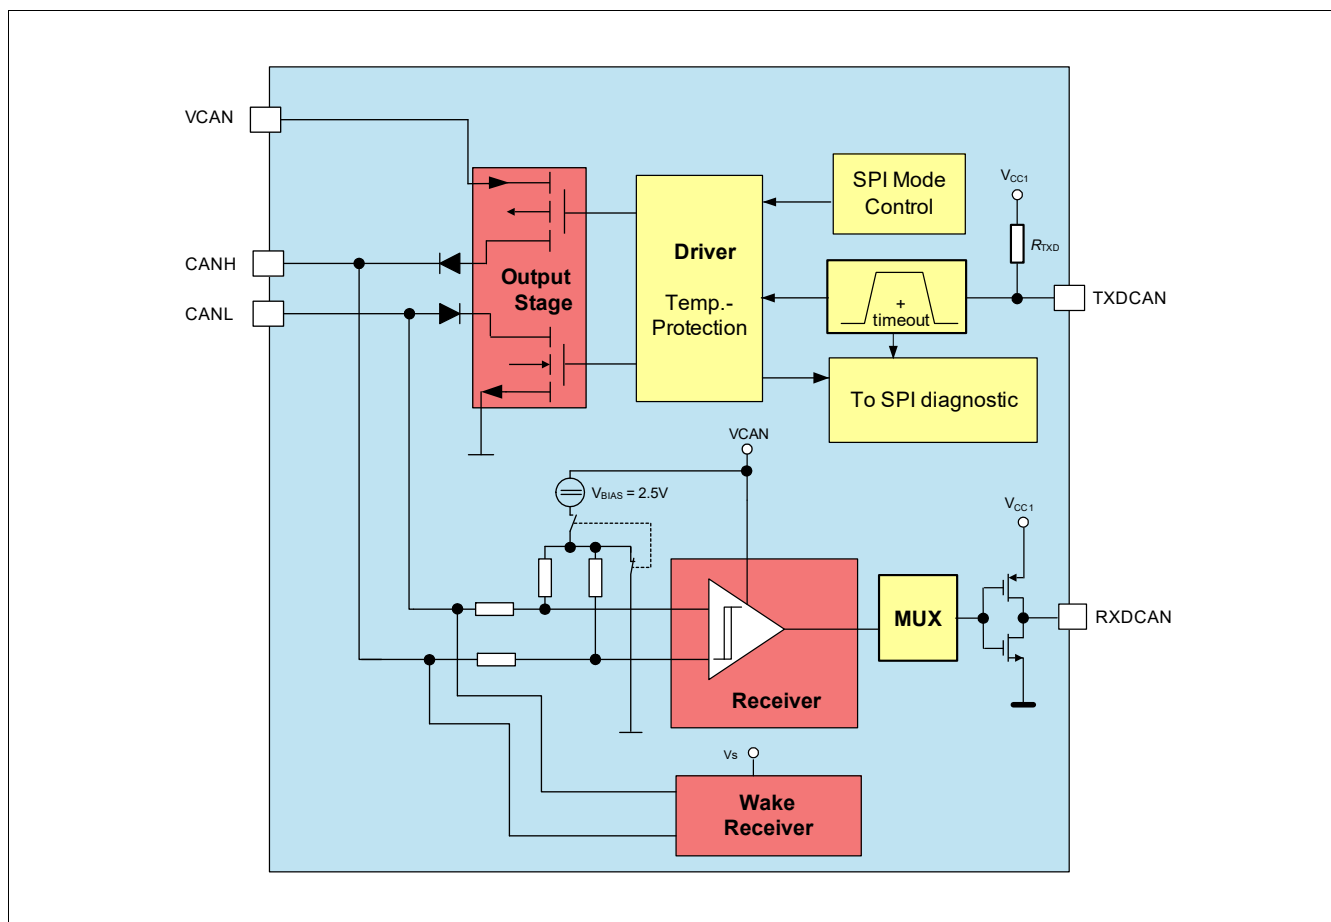 VCAN
SPI Mode
Control
VCC1
RTXD
CANH
Driver
Output
Stage
CANL
Temp.-
Protection
+
timeout
TXDCAN
To SPI diagnostic
VCAN
VBIAS = 2.5V
VCC1
MUX
RXDCAN
Receiver
Vs
Wake
Receiver